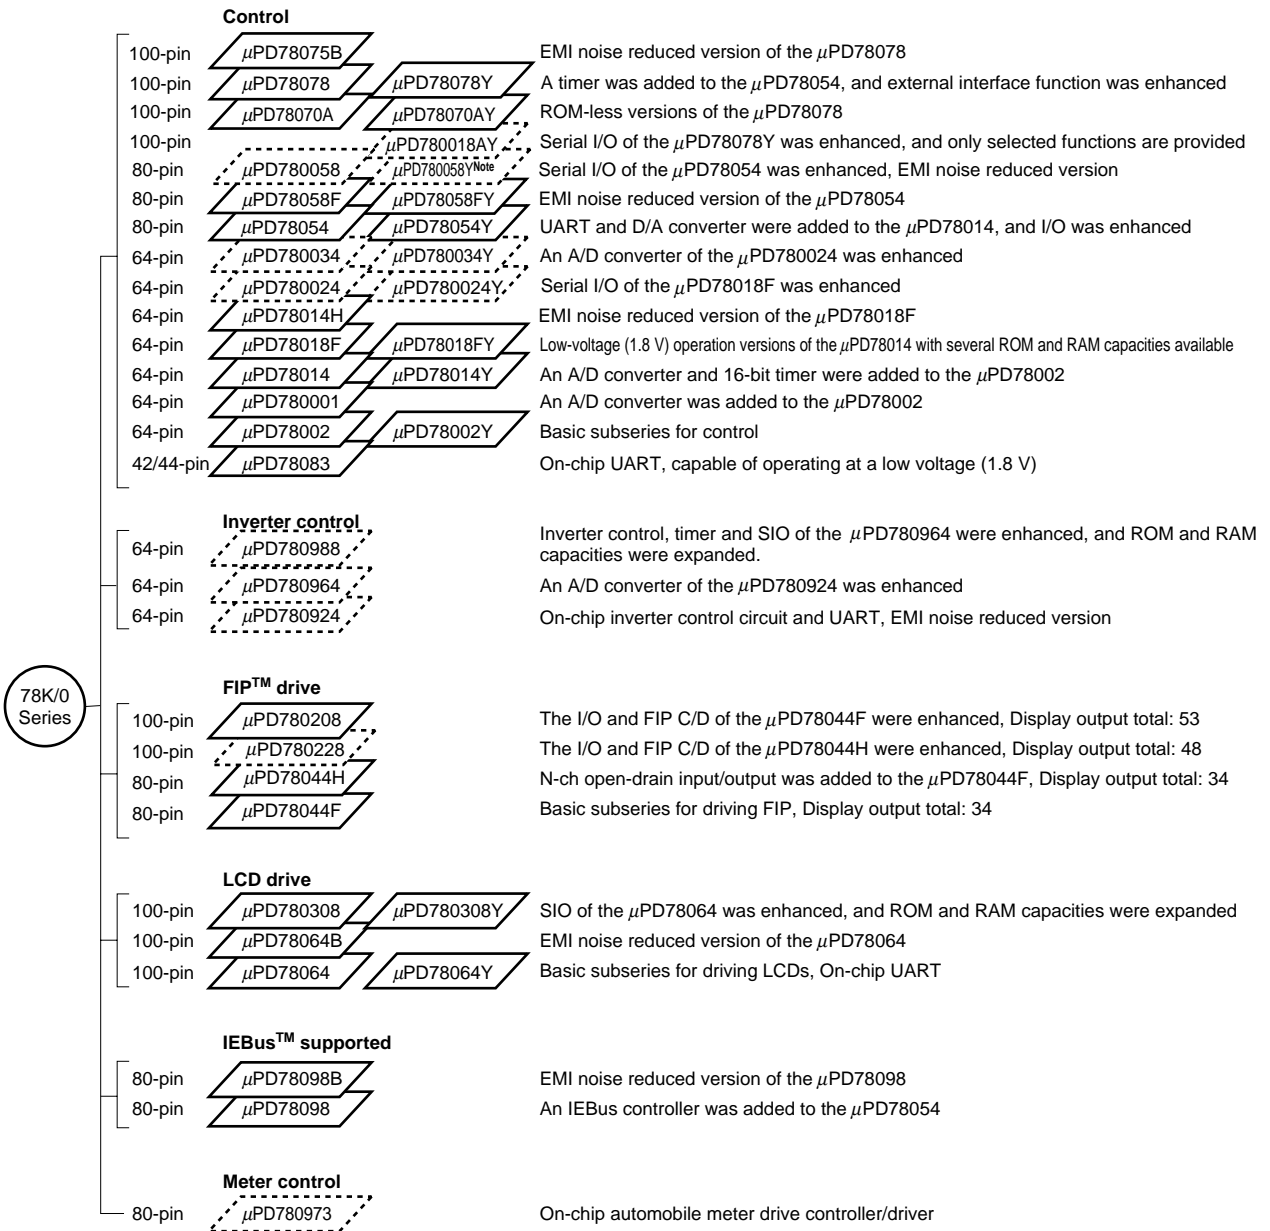 Control
100-pin μPD78075B EMI noise reduced version of the μPD78078
100-pin μPD78078 μPD78078Y A timer was added to the μPD78054, and external interface function was enhanced
100-pin μPD78070A μPD78070AY ROM-less versions of the μPD78078
100-pin μPD780018AY Serial I/O of the μPD78078Y was enhanced, and only selected functions are provided
80-pin μPD780058 μPD780058YNote Serial I/O of the μPD78054 was enhanced, EMI noise reduced version
80-pin μPD78058F μPD78058FY EMI noise reduced version of the μPD78054
80-pin μPD78054 μPD78054Y UART and D/A converter were added to the μPD78014, and I/O was enhanced
64-pin μPD780034 μPD780034Y An A/D converter of the μPD780024 was enhanced
64-pin μPD780024 μPD780024Y Serial I/O of the μPD78018F was enhanced
64-pin μPD78014H EMI noise reduced version of the μPD78018F
64-pin μPD78018F μPD78018FY Low-voltage (1.8 V) operation versions of the μPD78014 with several ROM and RAM capacities available
64-pin μPD78014 μPD78014Y An A/D converter and 16-bit timer were added to the μPD78002
64-pin μPD780001 An A/D converter was added to the μPD78002
64-pin μPD78002 μPD78002Y Basic subseries for control
42/44-pin μPD78083 On-chip UART, capable of operating at a low voltage (1.8 V)
Inverter control
64-pin μPD780988 Inverter control, timer and SIO of the μPD780964 were enhanced, and ROM and RAM
capacities were expanded.
64-pin μPD780964 An A/D converter of the μPD780924 was enhanced
64-pin μPD780924 On-chip inverter control circuit and UART, EMI noise reduced version
78K/0
Series
FIP™ drive
100-pin μPD780208 The I/O and FIP C/D of the μPD78044F were enhanced, Display output total: 53
100-pin μPD780228 The I/O and FIP C/D of the μPD78044H were enhanced, Display output total: 48
80-pin μPD78044H N-ch open-drain input/output was added to the μPD78044F, Display output total: 34
80-pin μPD78044F Basic subseries for driving FIP, Display output total: 34
LCD drive
100-pin μPD780308 μPD780308Y SIO of the μPD78064 was enhanced, and ROM and RAM capacities were expanded
100-pin μPD78064B EMI noise reduced version of the μPD78064
100-pin μPD78064 μPD78064Y Basic subseries for driving LCDs, On-chip UART
IEBus™ supported
80-pin μPD78098B EMI noise reduced version of the μPD78098
80-pin μPD78098 An IEBus controller was added to the μPD78054
Meter control
80-pin μPD780973 On-chip automobile meter drive controller/driver